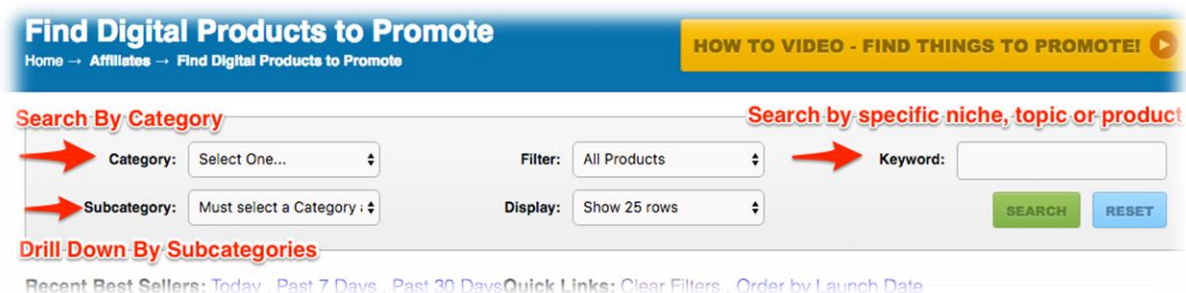 Find Digital Products to Promote
HOW TO VIDEO - FIND THINGS TO PROMOTE!
Home → Affiliates → Find Digital Products to Promote
Search By Category
Search by specific niche, topic or product
Category: Select One... Filter: All Products Keyword:
Subcategory: Must select a Category Display: Show 25 rows SEARCH RESET
Drill Down By Subcategories
Recent Best Sellers: Today , Past 7 Days , Past 30 DaysQuick Links: Clear Filters , Order by Launch Date